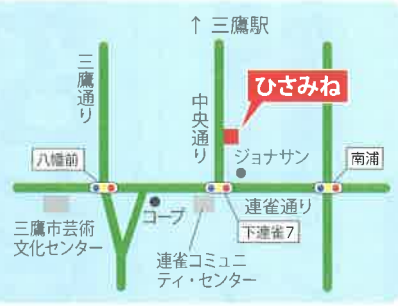 ↑ 三鷹駅
三鷹通り
中央通り
ひさみね
八幡前
ジョナサン
南浦
コープ
連雀通り
下連雀7
三鷹市芸術
文化センター
連雀コミュニ
ティ・センター